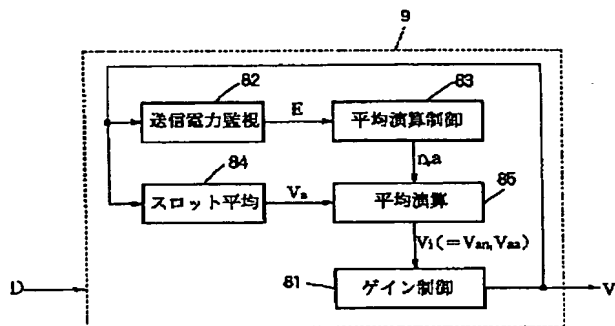 9
82
83
送信電力監視
E
平均演算制御
84
n,a
スロット平均
Va
平均演算
85
Vi(=Van,Vaa)
D
81
ゲイン制御
V